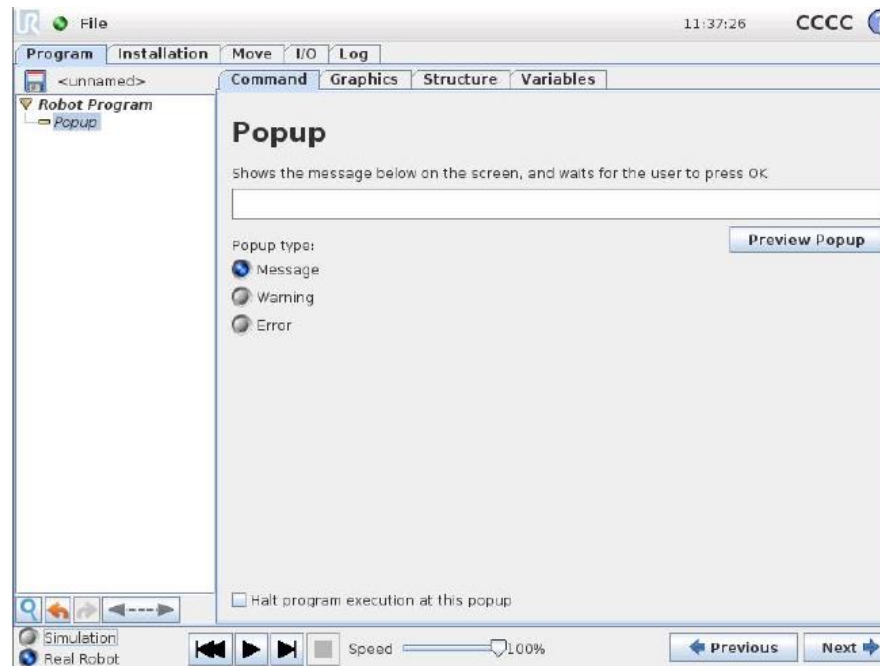 UR File 11:37:26 CCCC ?
Program Installation Move I/O Log
<unnamed> Command Graphics Structure Variables
Robot Program
Popup
Popup
Shows the message below on the screen, and waits for the user to press OK
Preview Popup
Popup type:
Message
Warning
Error
Halt program execution at this popup
Simulation
Real Robot
Speed 100%
Previous Next